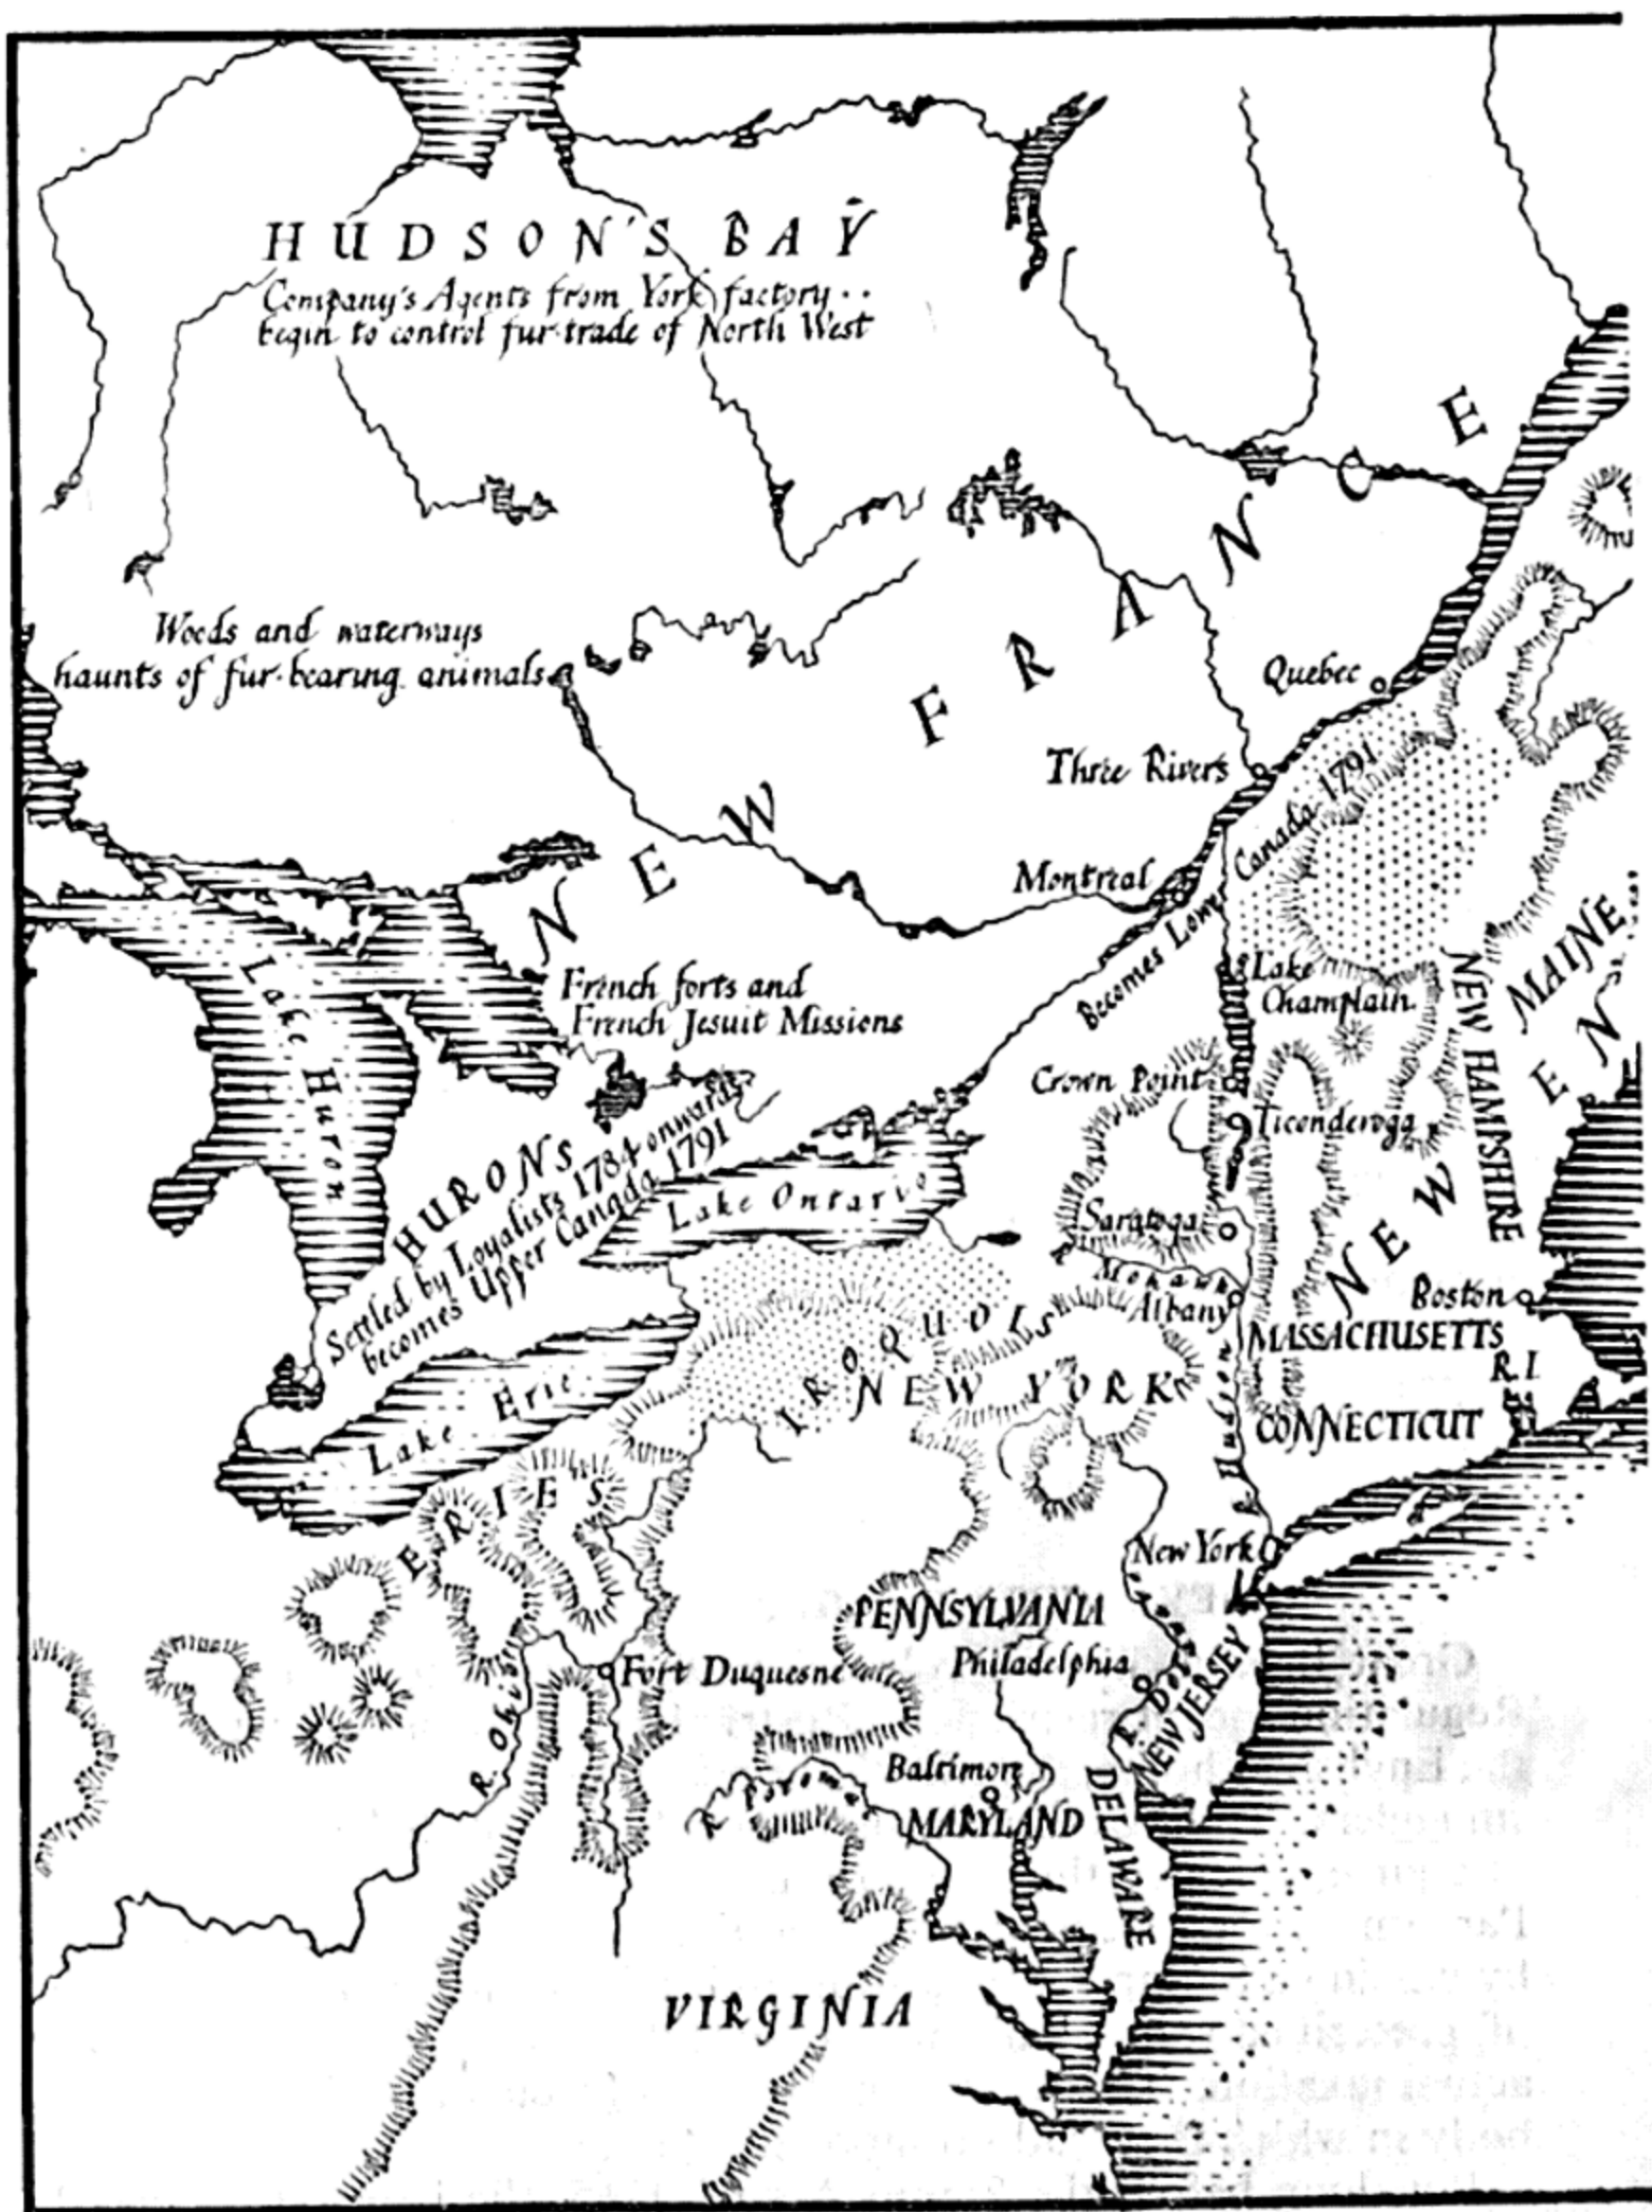 HUDSON'S BAY
Company's Agents from York factory..
begin to control fur-trade of North West
Woods and waterways
haunts of fur-bearing animals
NEW FRANCE
Quebec
Three Rivers
Montreal
Becomes Lower Canada 1791
Lake Huron
French forts and
French Jesuit Missions
Lake
Champlain
NEW HAMPSHIRE
MAINE
Crown Point
Ticonderoga
HURONS
Settled by Loyalists 1784 onwards
becomes Upper Canada 1791
Lake Ontario
Saratoga
Mohawk
Albany
NEW EN
Boston
MASSACHUSETTS
R.I
CONNECTICUT
IROQUOIS
NEW YORK
R Hudson
Lake Erie
ERIES
New York
PENNSYLVANIA
Philadelphia
NEW JERSEY
Fort Duquesne
R. Ohio
Baltimore
MARYLAND
DELAWARE
VIRGINIA